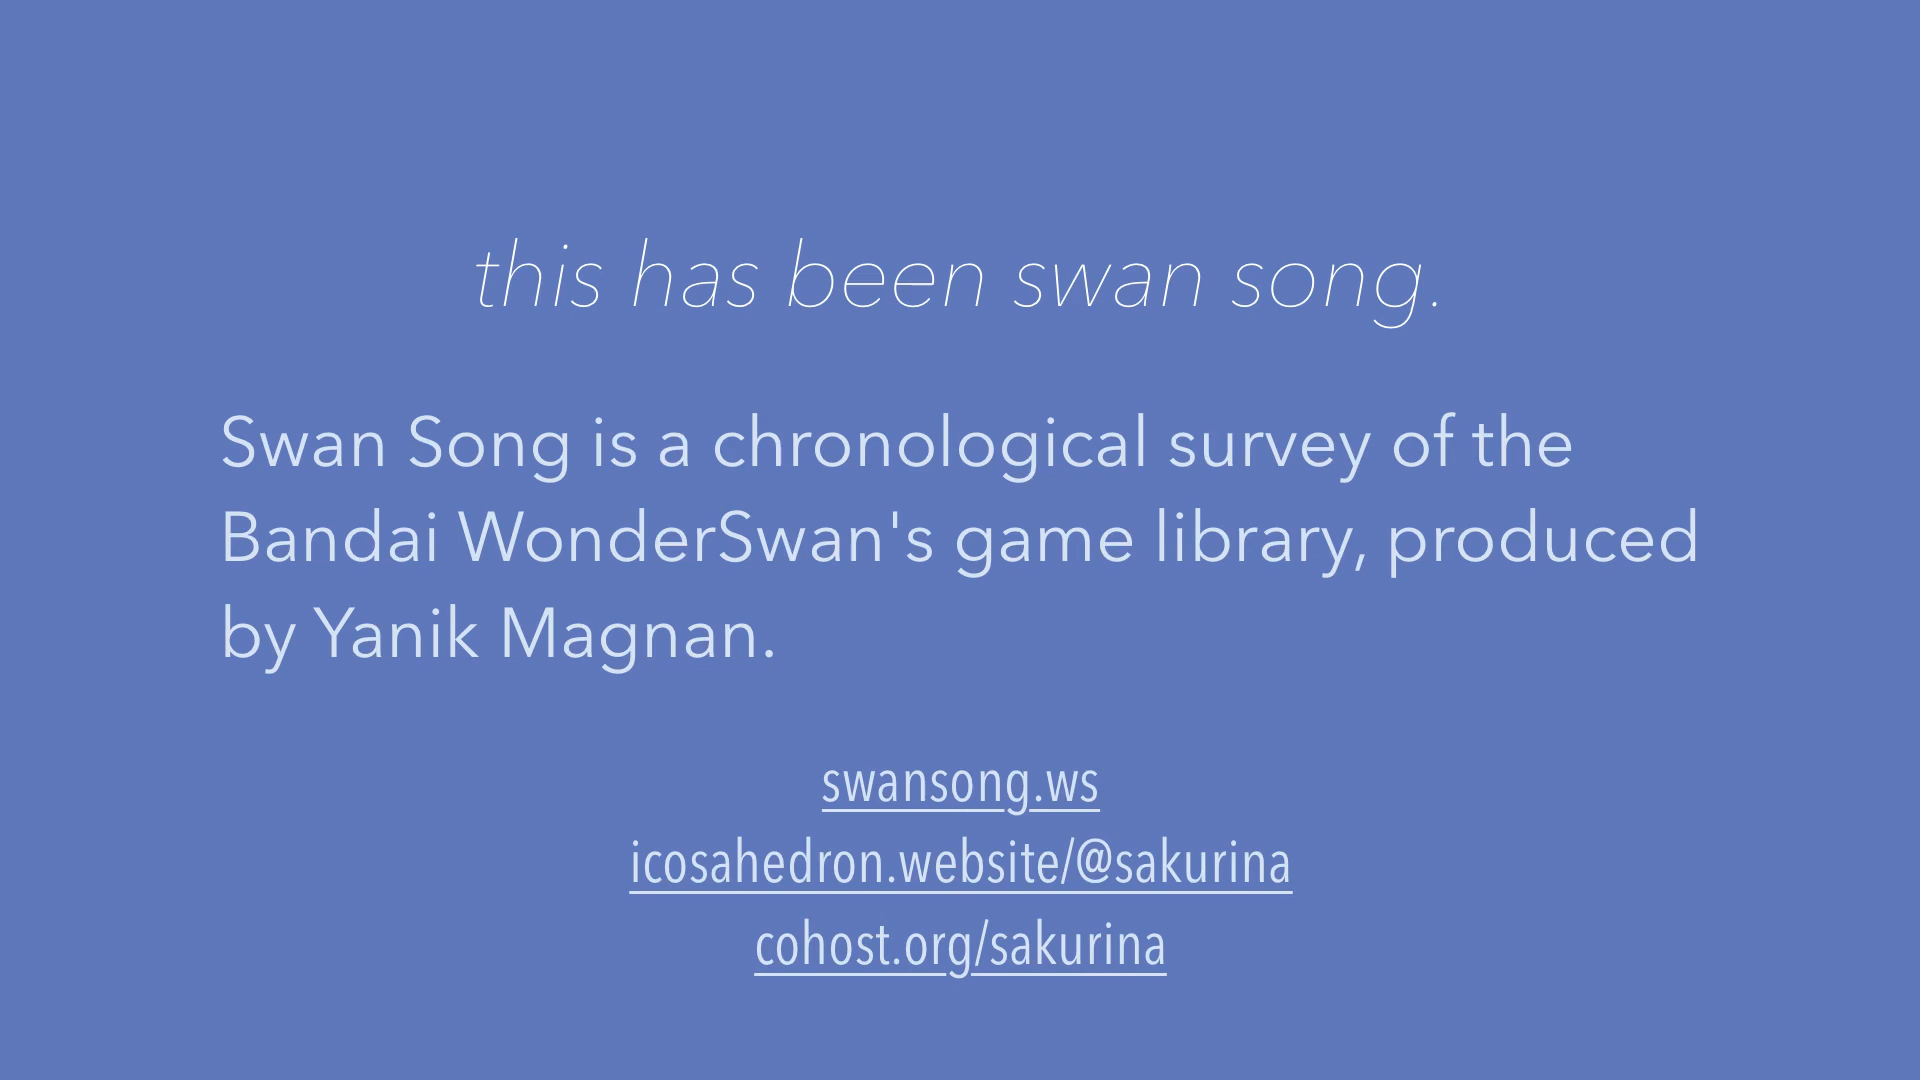 this has been swan song.
Swan Song is a chronological survey of the
Bandai WonderSwan's game library, produced
by Yanik Magnan.
swansong.ws
icosahedron.website/@sakurina
cohost.org/sakurina